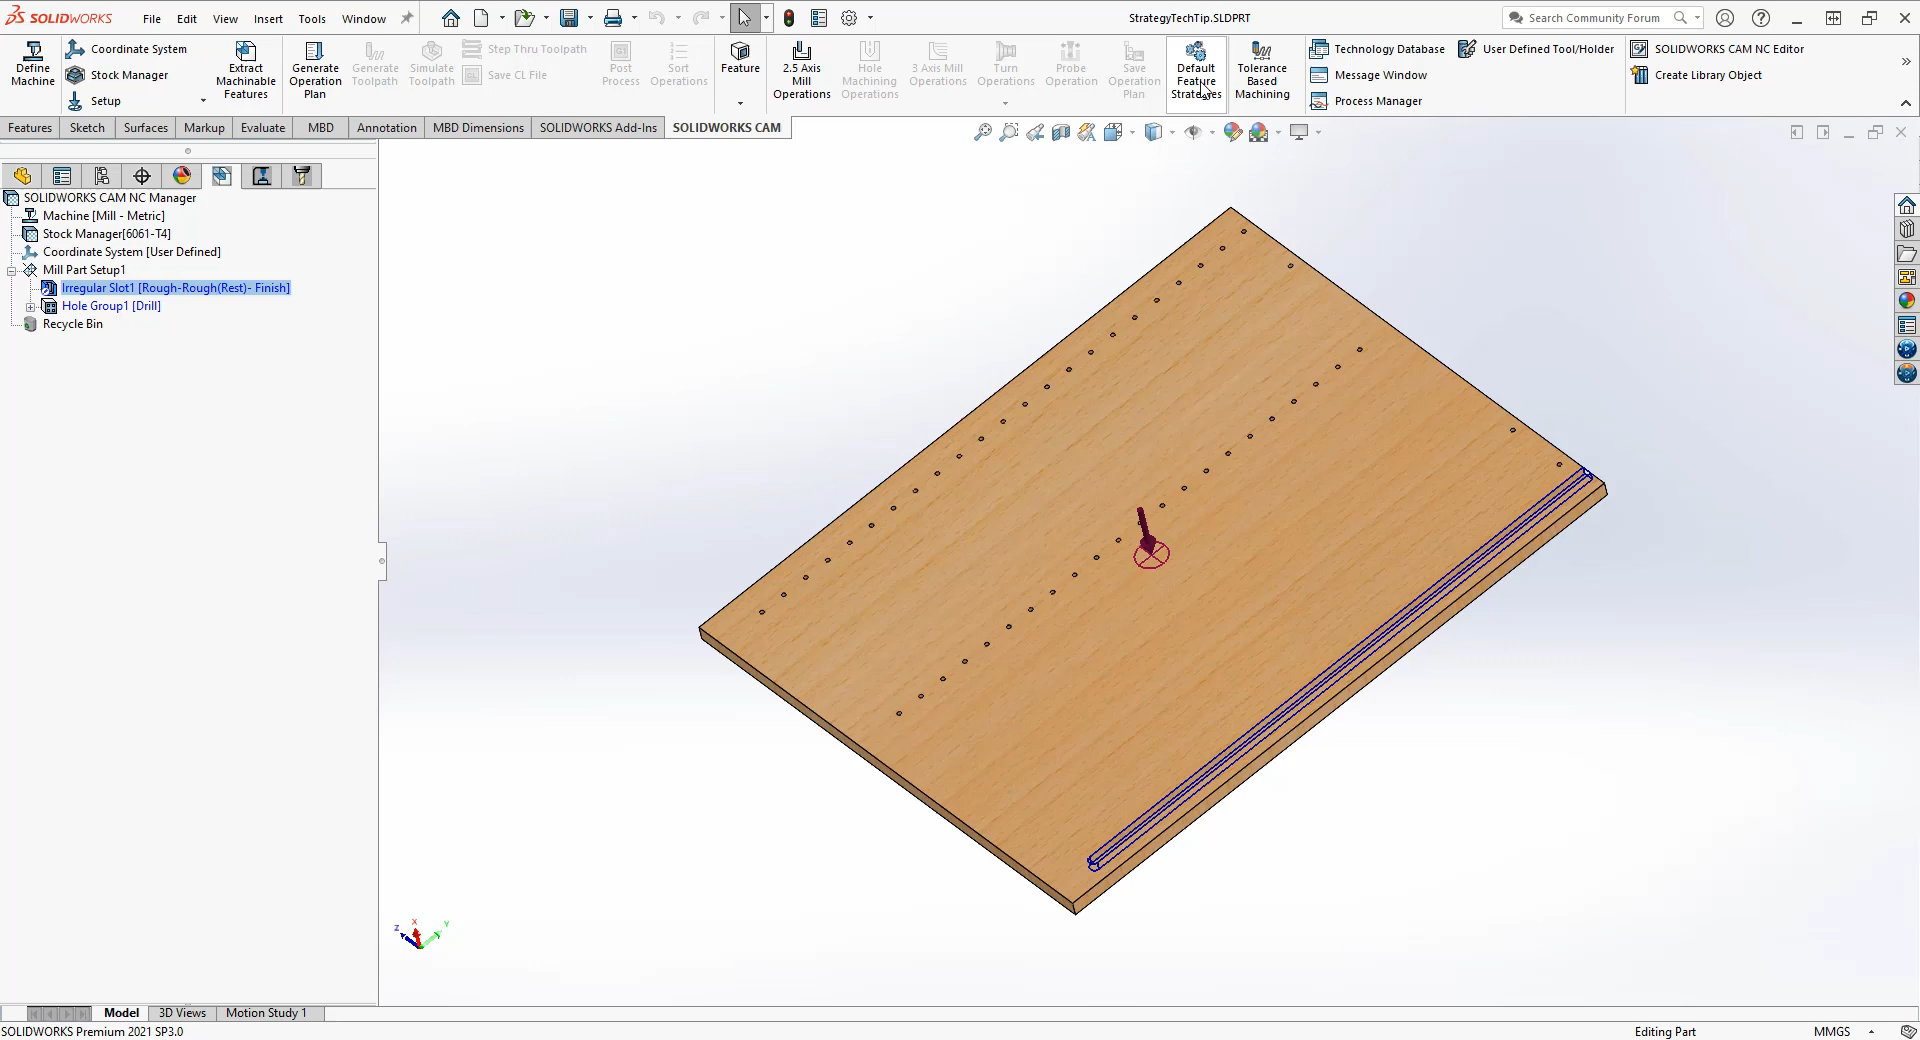 SOLIDWORKS
File Edit View Insert Tools Window
StrategyTechTip.SLDPRT
Search Community Forum
Define Machine
Coordinate System
Stock Manager
Setup
Extract Machinable Features
Generate Operation Plan
Generate Toolpath
Simulate Toolpath
Step Thru Toolpath
Save CL File
Post Process
Sort Operations
Feature
2.5 Axis Mill Operations
Hole Machining Operations
3 Axis Mill Operations
Turn Operations
Probe Operation
Save Operation Plan
Default Feature Strategies
Tolerance Based Machining
Technology Database
Message Window
Process Manager
User Defined Tool/Holder
SOLIDWORKS CAM NC Editor
Create Library Object
Features Sketch Surfaces Markup Evaluate MBD Annotation MBD Dimensions SOLIDWORKS Add-Ins SOLIDWORKS CAM
SOLIDWORKS CAM NC Manager
Machine [Mill - Metric]
Stock Manager[6061-T4]
Coordinate System [User Defined]
Mill Part Setup1
Irregular Slot1 [Rough-Rough(Rest)- Finish]
Hole Group1 [Drill]
Recycle Bin
X
Y
Z
Model 3D Views Motion Study 1
SOLIDWORKS Premium 2021 SP3.0
Editing Part
MMGS